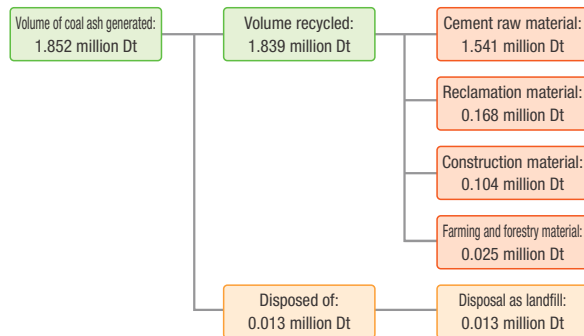 Volume of coal ash generated:
1.852 million Dt
Volume recycled:
1.839 million Dt
Cement raw material:
1.541 million Dt
Reclamation material:
0.168 million Dt
Construction material:
0.104 million Dt
Farming and forestry material:
0.025 million Dt
Disposed of:
0.013 million Dt
Disposal as landfill:
0.013 million Dt